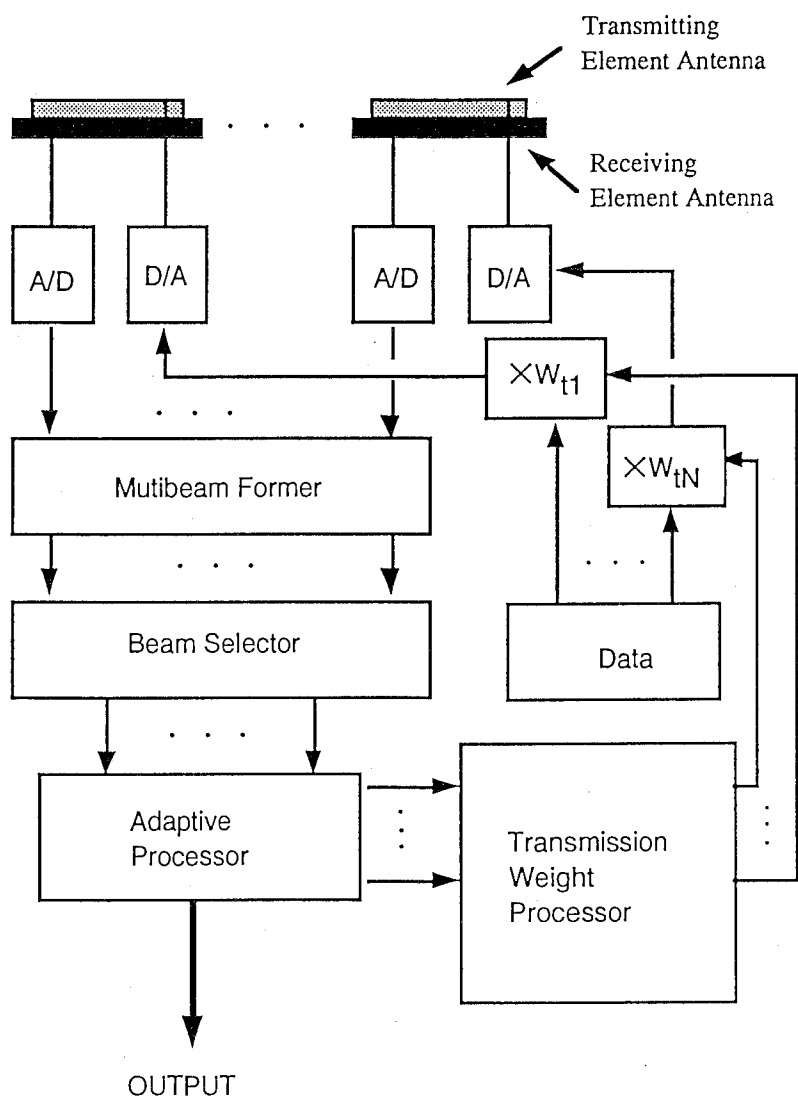 Transmitting
Element Antenna
Receiving
Element Antenna
A/D
D/A
A/D
D/A
×Wt1
×WtN
Mutibeam Former
Beam Selector
Data
Adaptive
Processor
Transmission
Weight
Processor
OUTPUT